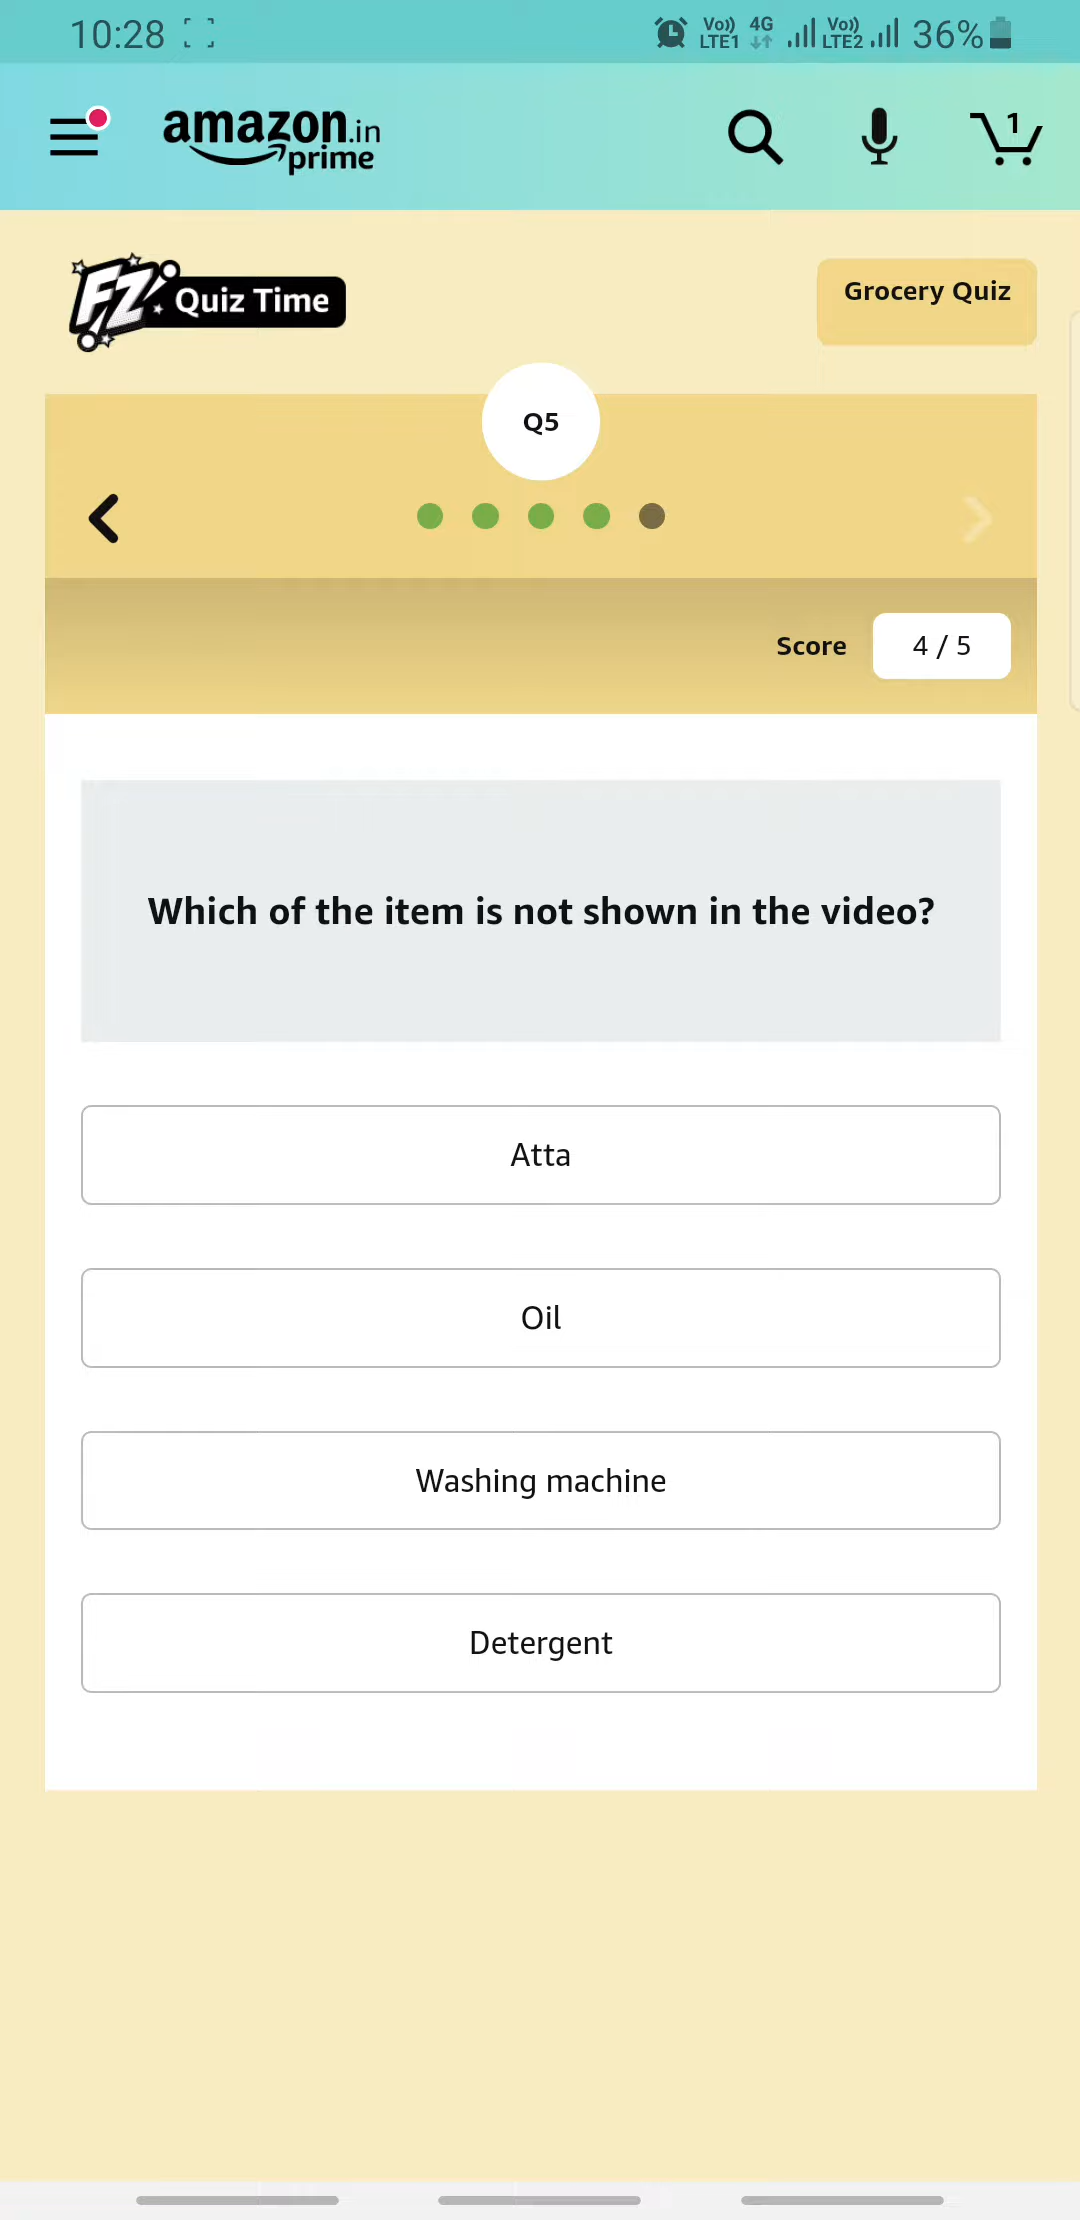 10:28 Vo)) LTE1 4G Vo)) LTE2 36%
amazon.in
prime
1
FZ Quiz Time
Grocery Quiz
Q5
Score 4 / 5
Which of the item is not shown in the video?
Atta
Oil
Washing machine
Detergent